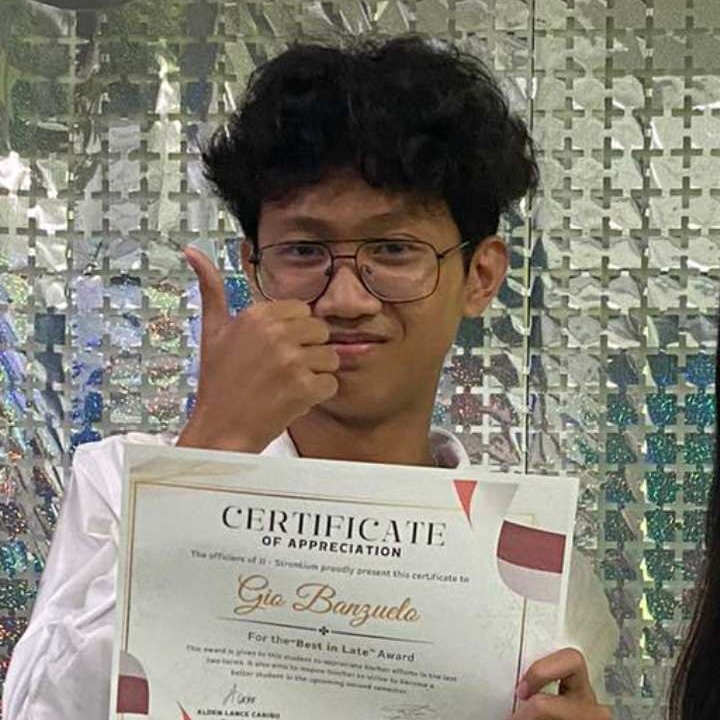 CERTIFICATE
OF APPRECIATION
The officers of 11 - Strontium proudly present this certificate to
Gio Banzuelo
For the "Best in Late" Award
This award is given to this student to appreciate his/her efforts in the last
two terms. It also aims to inspire him/her to strive to become a
better student in the upcoming second semester.
ALDEN LANCE CARIÑO